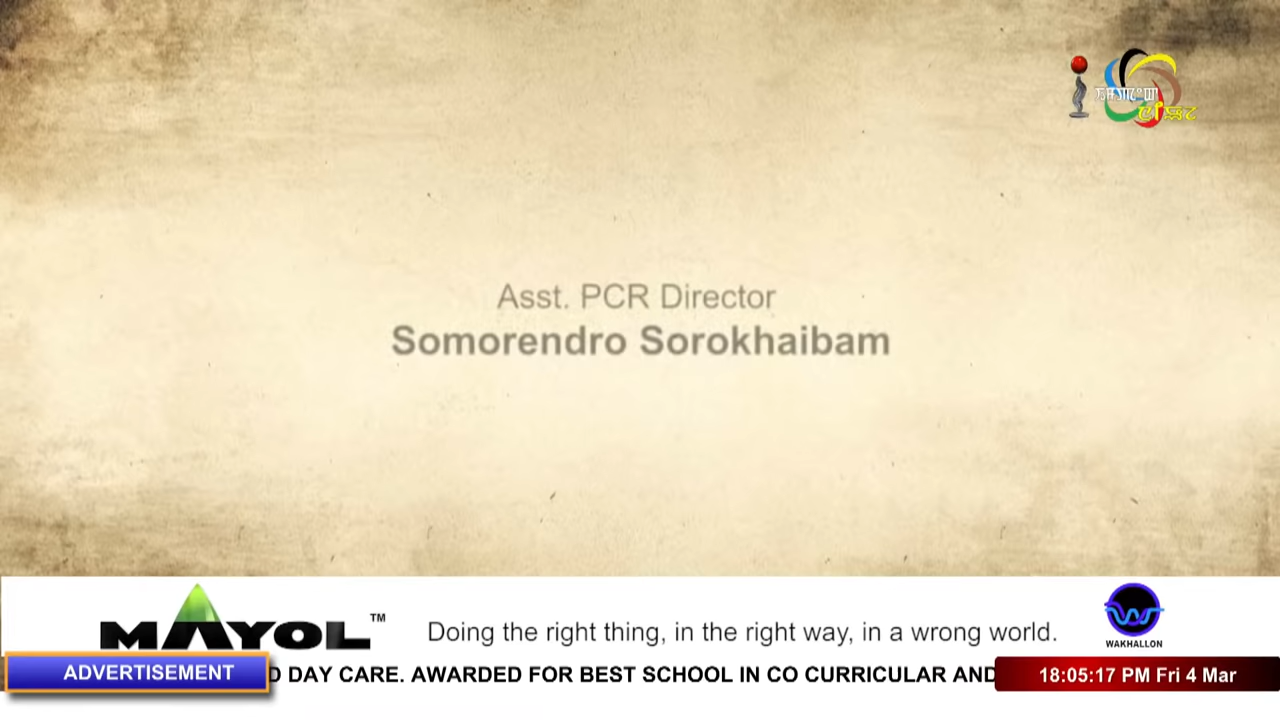 Asst. PCR Director
Somorendro Sorokhaibam
MAYOL™
Doing the right thing, in the right way, in a wrong world.
WAKHALLON
ADVERTISEMENT
DAY CARE. AWARDED FOR BEST SCHOOL IN CO CURRICULAR AND
18:05:17 PM Fri 4 Mar